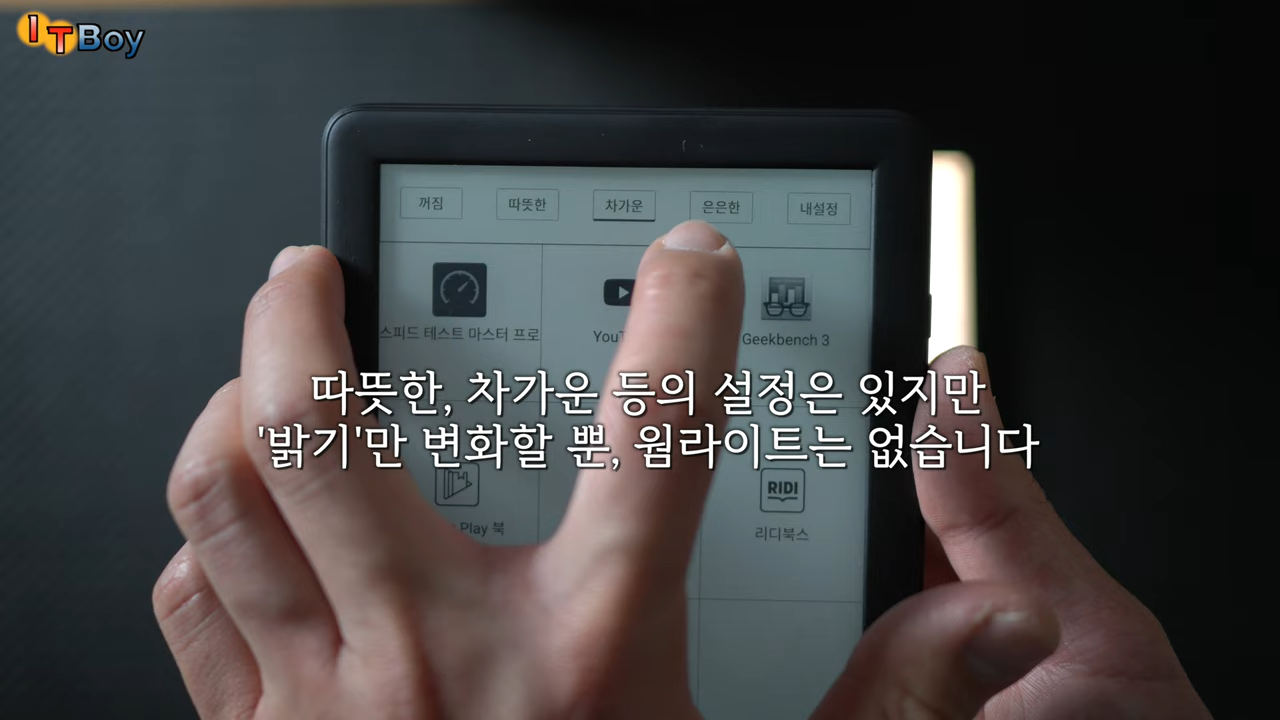 ITBoy
꺼짐 따뜻한 차가운 은은한 내설정
스피드 테스트 마스터 프로
Geekbench 3
따뜻한, 차가운 등의 설정은 있지만
'밝기'만 변화할 뿐, 웜라이트는 없습니다
Play 북
RIDI
리디북스